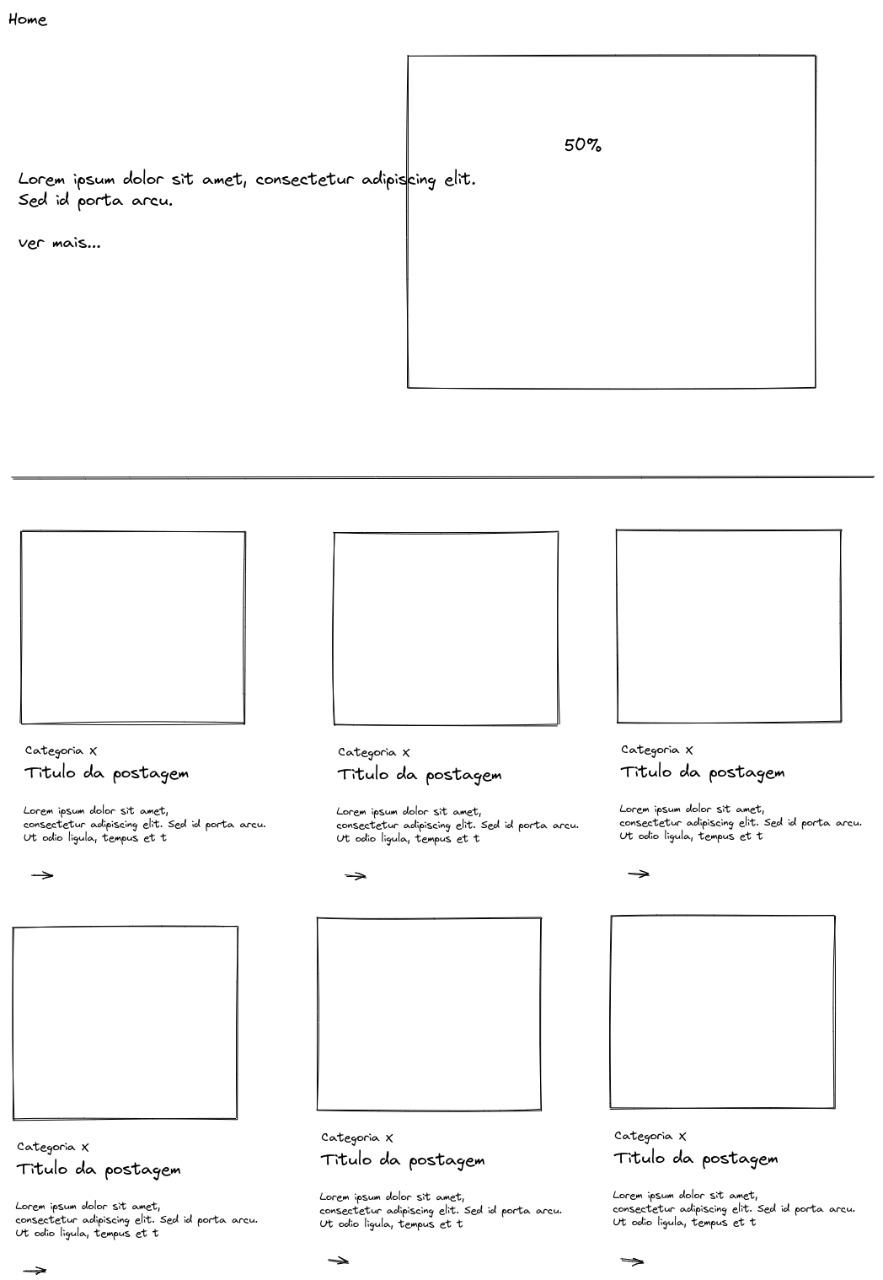 Home
50%
Lorem ipsum dolor sit amet, consectetur adipiscing elit.
Sed id porta arcu.
ver mais...
Categoria X
Titulo da postagem
Lorem ipsum dolor sit amet,
consectetur adipiscing elit. Sed id porta arcu.
Ut odio ligula, tempus et t
Categoria X
Titulo da postagem
Lorem ipsum dolor sit amet,
consectetur adipiscing elit. Sed id porta arcu.
Ut odio ligula, tempus et t
Categoria X
Titulo da postagem
Lorem ipsum dolor sit amet,
consectetur adipiscing elit. Sed id porta arcu.
Ut odio ligula, tempus et t
Categoria X
Titulo da postagem
Lorem ipsum dolor sit amet,
consectetur adipiscing elit. Sed id porta arcu.
Ut odio ligula, tempus et t
Categoria X
Titulo da postagem
Lorem ipsum dolor sit amet,
consectetur adipiscing elit. Sed id porta arcu.
Ut odio ligula, tempus et t
Categoria X
Titulo da postagem
Lorem ipsum dolor sit amet,
consectetur adipiscing elit. Sed id porta arcu.
Ut odio ligula, tempus et t